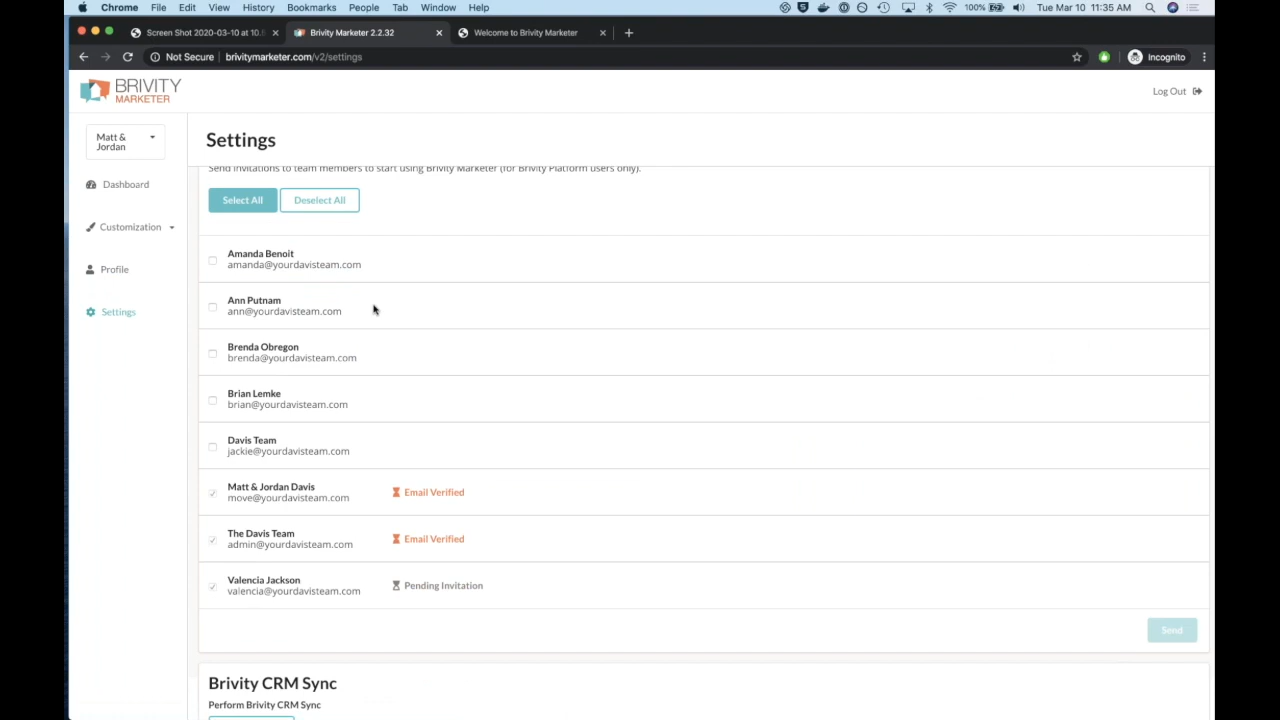 Chrome File Edit View History Bookmarks People Tab Window Help 100% Tue Mar 10 11:35 AM
Screen Shot 2020-03-10 at 10.8 Brivity Marketer 2.2.32 Welcome to Brivity Marketer
Not Secure brivitymarketer.com/v2/settings Incognito
BRIVITY
MARKETER
Log Out
Matt &
Jordan
Settings
Dashboard
Customization
Profile
Settings
Send invitations to team members to start using Brivity Marketer (for Brivity Platform users only).
Select All Deselect All
Amanda Benoit
amanda@yourdavisteam.com
Ann Putnam
ann@yourdavisteam.com
Brenda Obregon
brenda@yourdavisteam.com
Brian Lemke
brian@yourdavisteam.com
Davis Team
jackie@yourdavisteam.com
Matt & Jordan Davis
move@yourdavisteam.com
Email Verified
The Davis Team
admin@yourdavisteam.com
Email Verified
Valencia Jackson
valencia@yourdavisteam.com
Pending Invitation
Send
Brivity CRM Sync
Perform Brivity CRM Sync